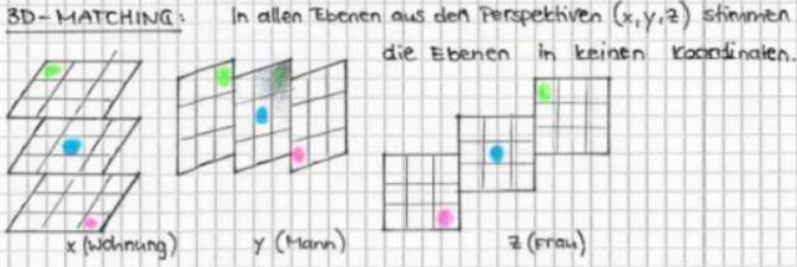 3D-MATCHING: In allen Ebenen aus den Perspektiven (x,y,z) stimmen
die Ebenen in keinen Koordinaten.
x (Wohnung) y (Mann) z (Frau)